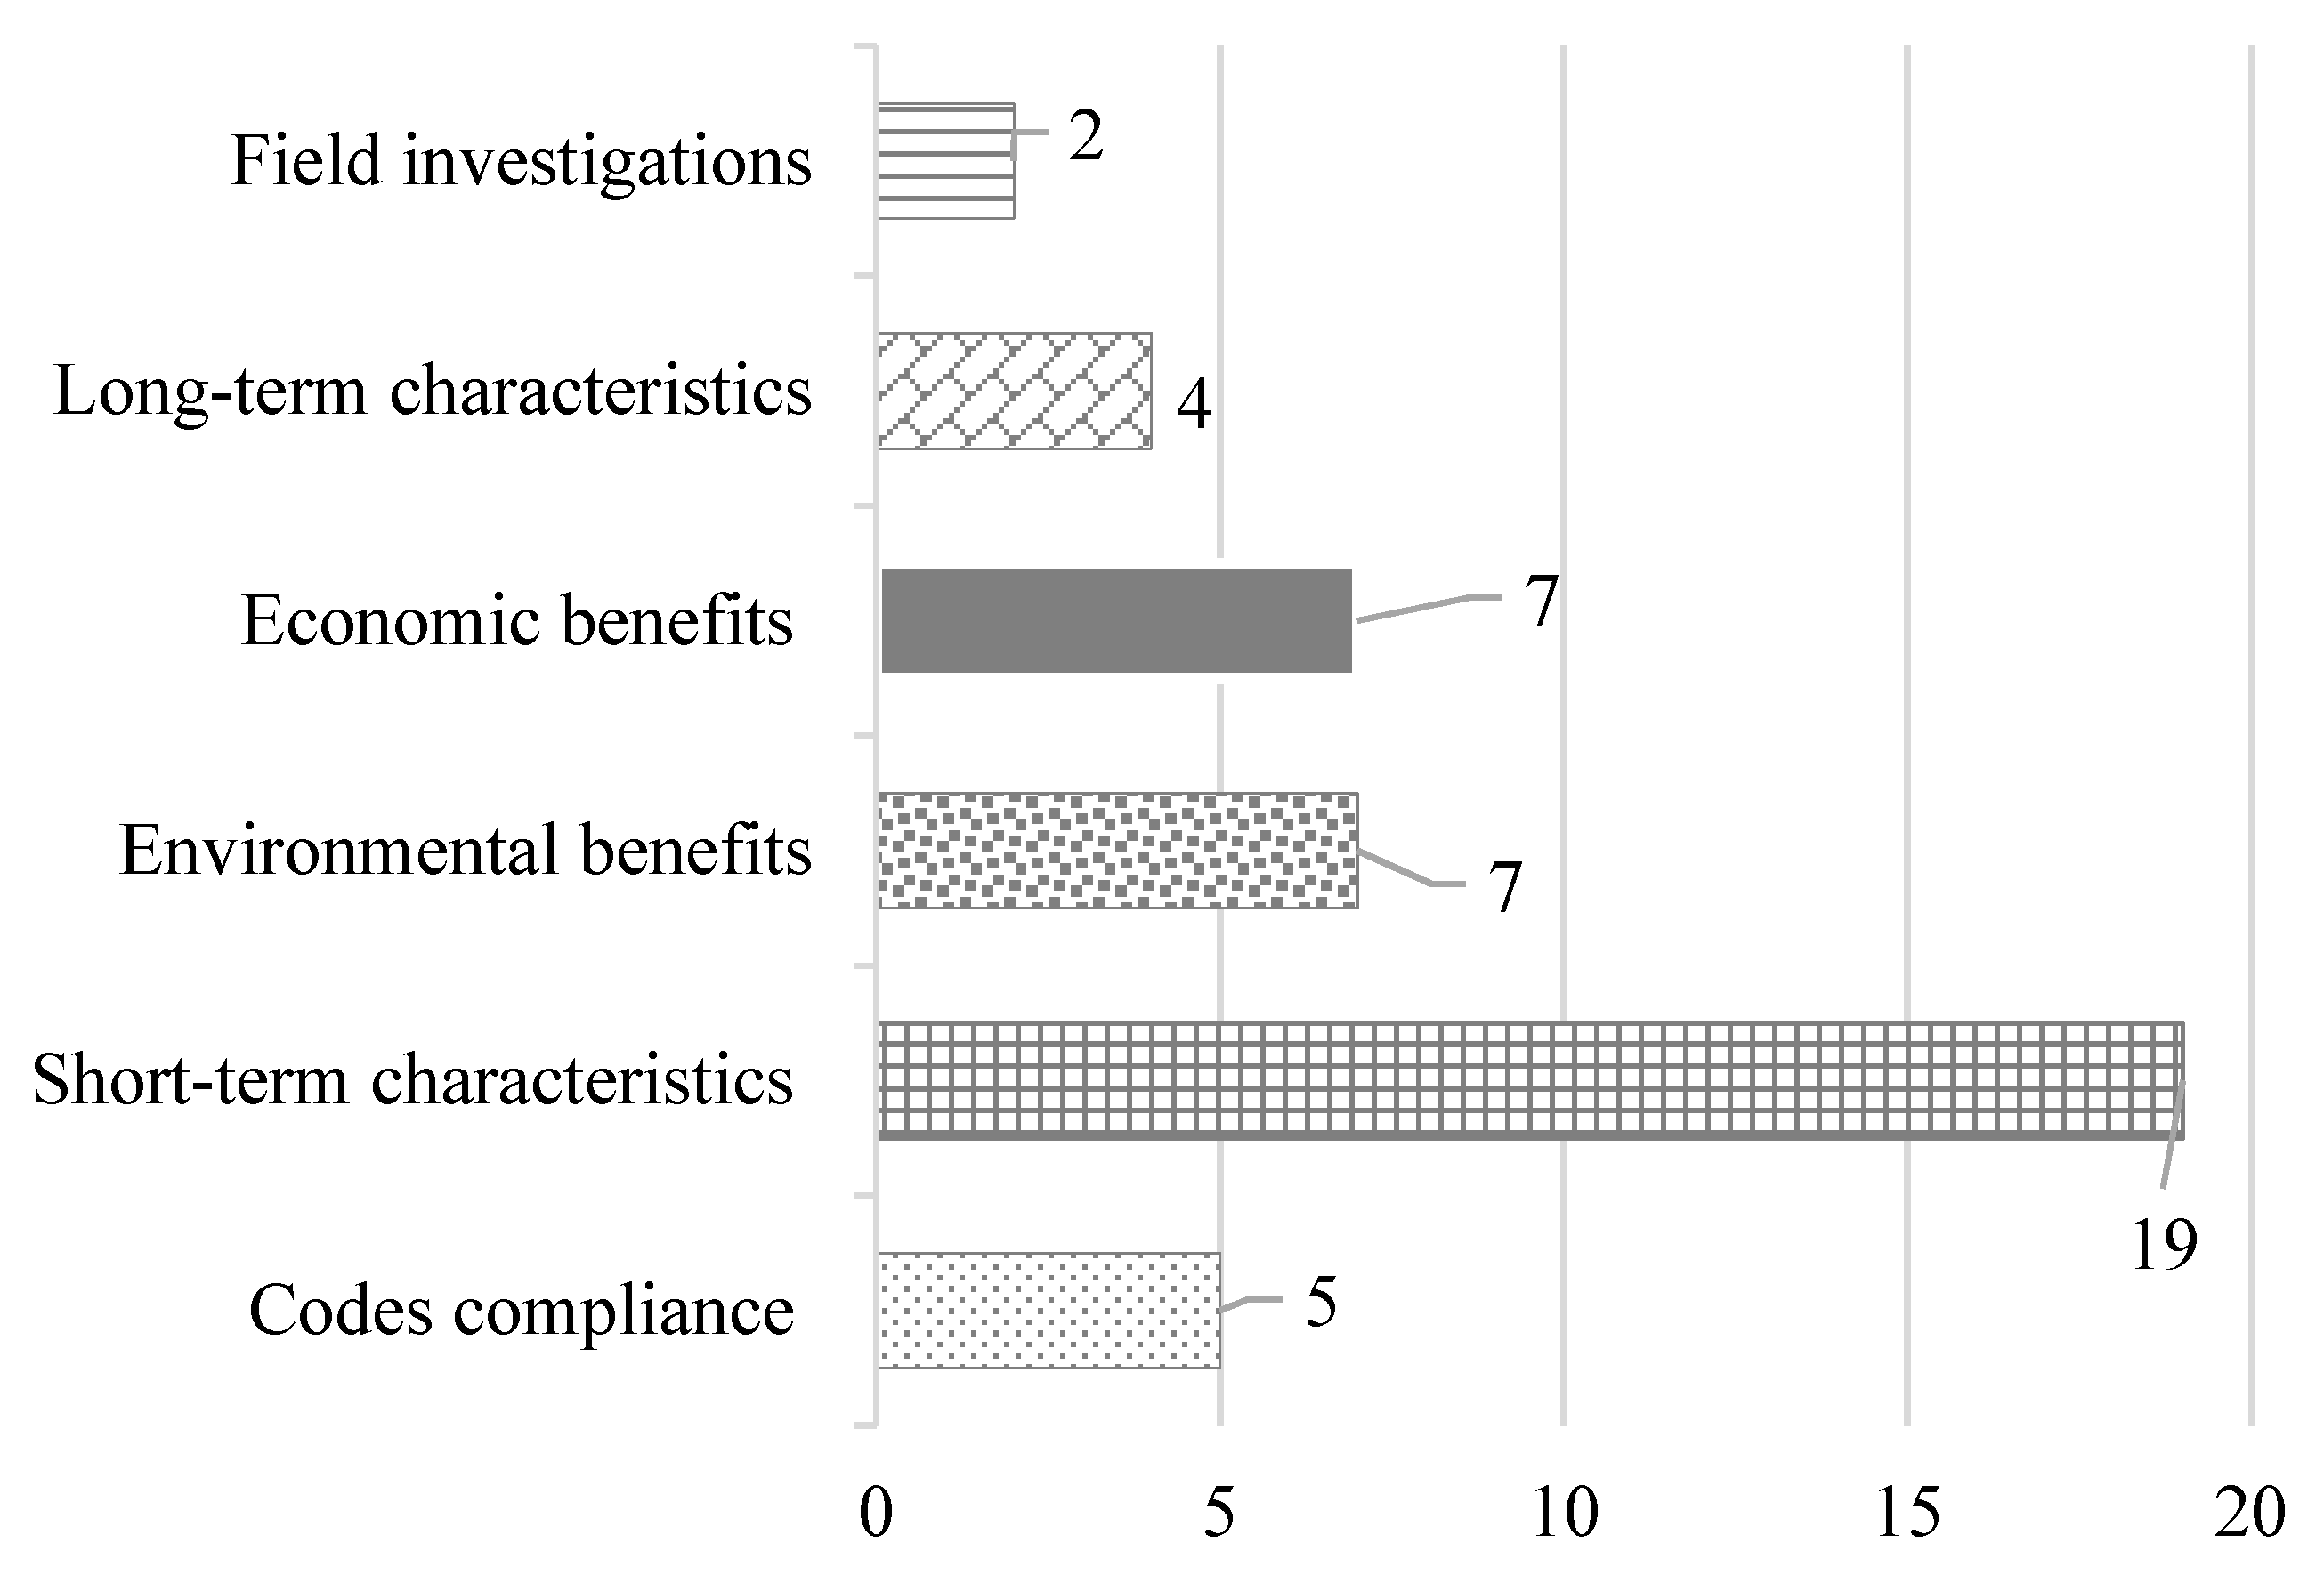 Field investigations 2
Long-term characteristics 4
Economic benefits 7
Environmental benefits 7
Short-term characteristics 19
Codes compliance 5
0 5 10 15 20